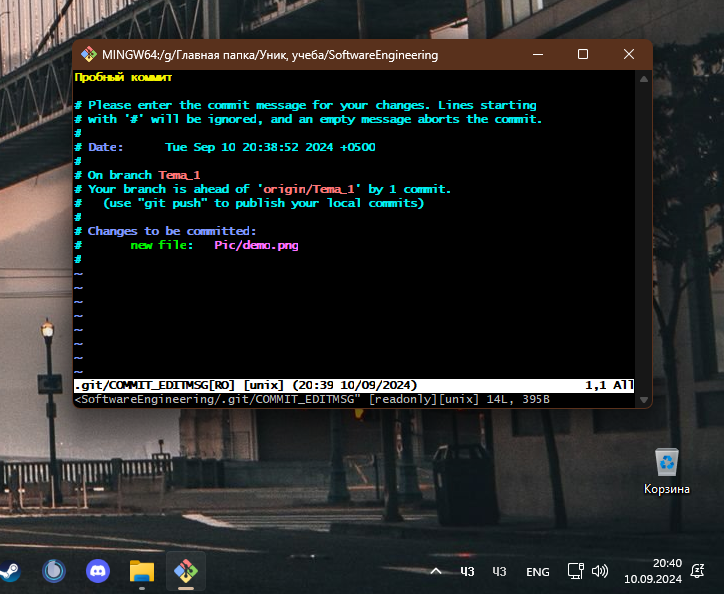 MINGW64:/g/Главная папка/Уник, учеба/SoftwareEngineering
Пробный коммит
# Please enter the commit message for your changes. Lines starting
# with '#' will be ignored, and an empty message aborts the commit.
#
# Date:      Tue Sep 10 20:38:52 2024 +0500
#
# On branch Tema_1
# Your branch is ahead of 'origin/Tema_1' by 1 commit.
#   (use "git push" to publish your local commits)
#
# Changes to be committed:
#       new file:   Pic/demo.png
#
~
~
~
~
~
~
~
~
.git/COMMIT_EDITMSG[RO] [unix] (20:39 10/09/2024) 1,1 All
<SoftwareEngineering/.git/COMMIT_EDITMSG" [readonly][unix] 14L, 395B
Корзина
ЧЗ ЧЗ ENG 20:40
10.09.2024